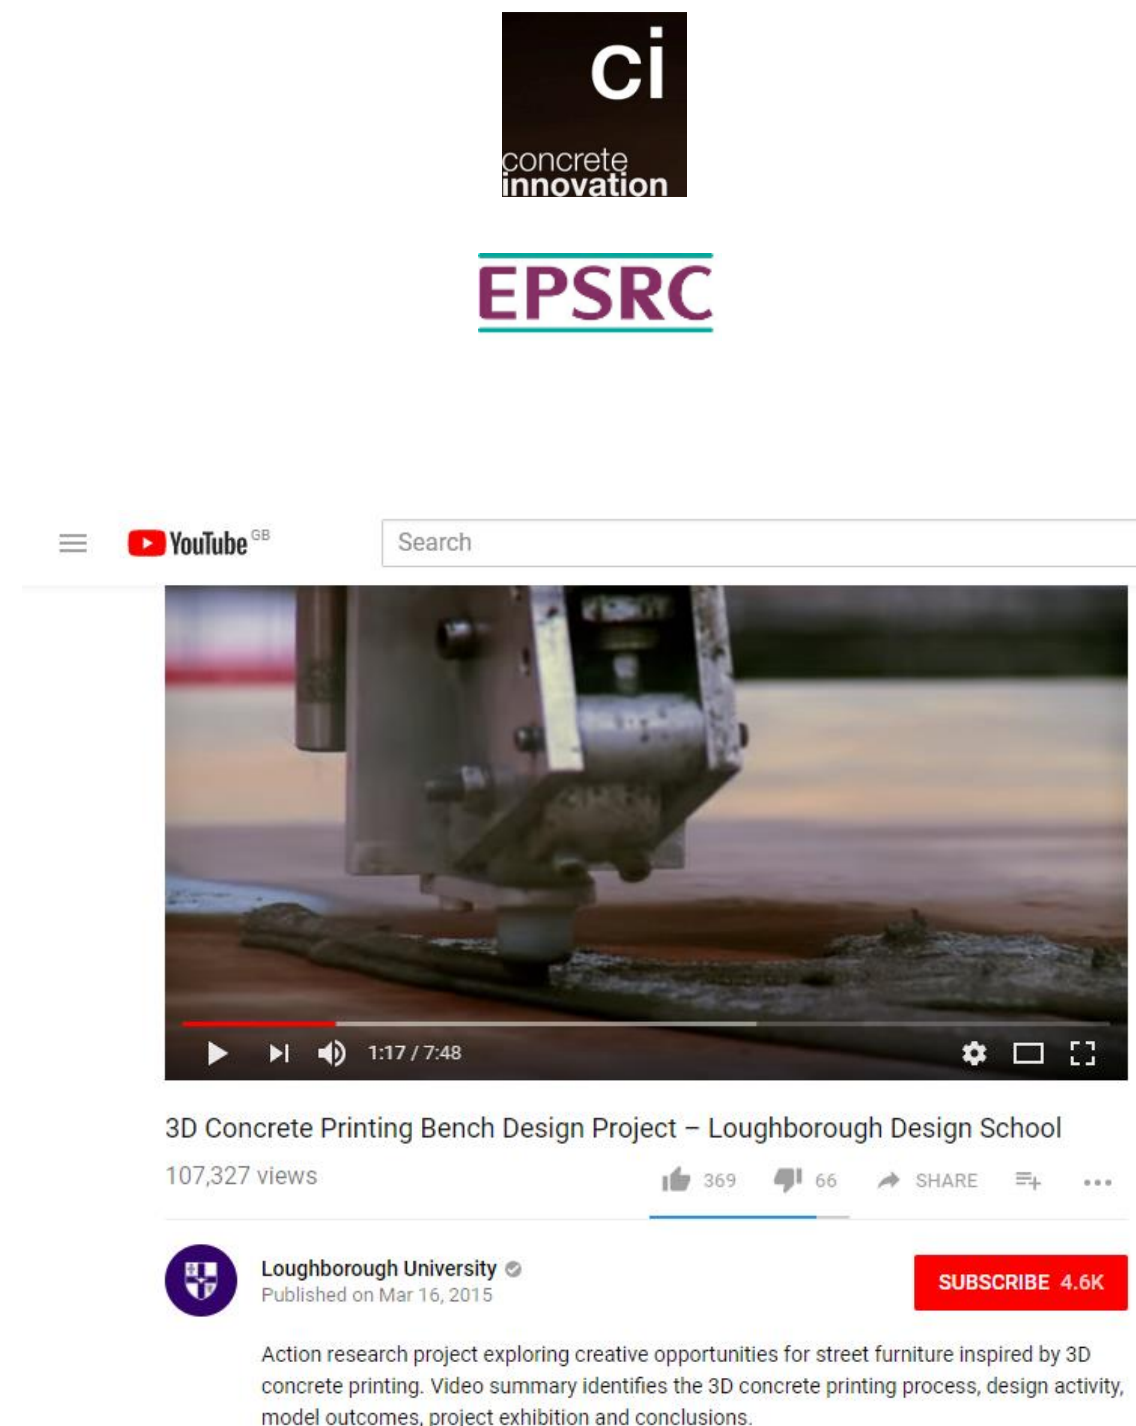 ci
concrete
innovation
EPSRC
YouTube GB
Search
1:17 / 7:48
3D Concrete Printing Bench Design Project – Loughborough Design School
107,327 views
369 66 SHARE
Loughborough University
Published on Mar 16, 2015
SUBSCRIBE 4.6K
Action research project exploring creative opportunities for street furniture inspired by 3D
concrete printing. Video summary identifies the 3D concrete printing process, design activity,
model outcomes, project exhibition and conclusions.